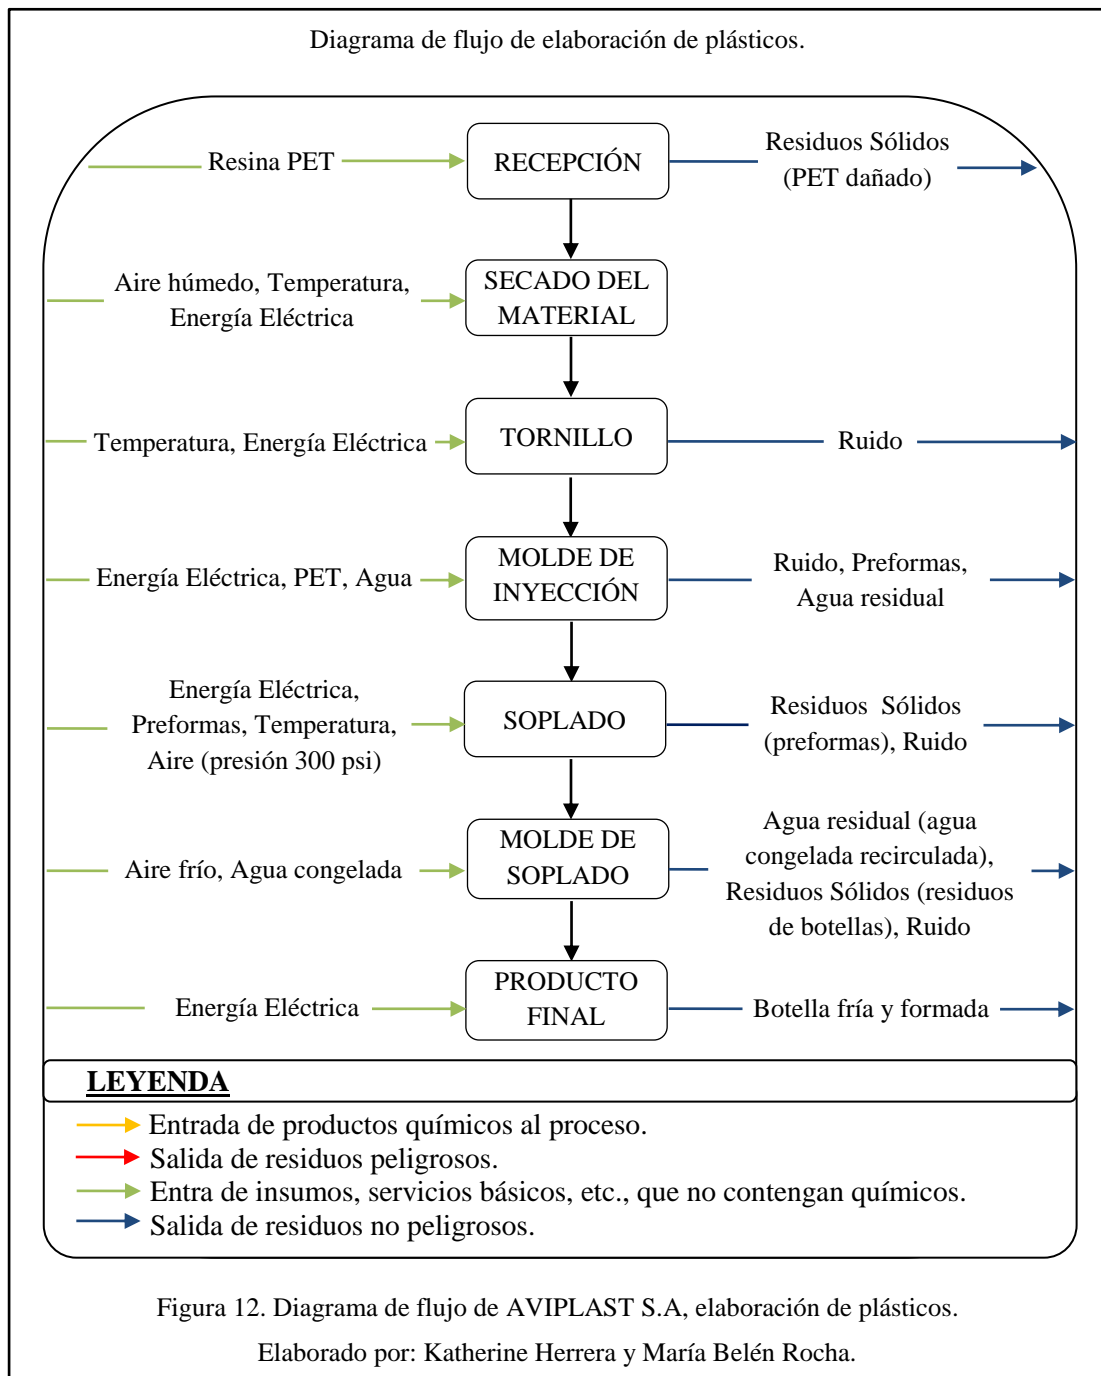 Diagrama de flujo de elaboración de plásticos.
Resina PET
RECEPCIÓN
Residuos Sólidos
(PET dañado)
Aire húmedo, Temperatura,
Energía Eléctrica
SECADO DEL
MATERIAL
Temperatura, Energía Eléctrica
TORNILLO
Ruido
Energía Eléctrica, PET, Agua
MOLDE DE
INYECCIÓN
Ruido, Preformas,
Agua residual
Energía Eléctrica,
Preformas, Temperatura,
Aire (presión 300 psi)
SOPLADO
Residuos Sólidos
(preformas), Ruido
Aire frío, Agua congelada
MOLDE DE
SOPLADO
Agua residual (agua
congelada recirculada),
Residuos Sólidos (residuos
de botellas), Ruido
Energía Eléctrica
PRODUCTO
FINAL
Botella fría y formada
LEYENDA
Entrada de productos químicos al proceso.
Salida de residuos peligrosos.
Entra de insumos, servicios básicos, etc., que no contengan químicos.
Salida de residuos no peligrosos.
Figura 12. Diagrama de flujo de AVIPLAST S.A, elaboración de plásticos.
Elaborado por: Katherine Herrera y María Belén Rocha.